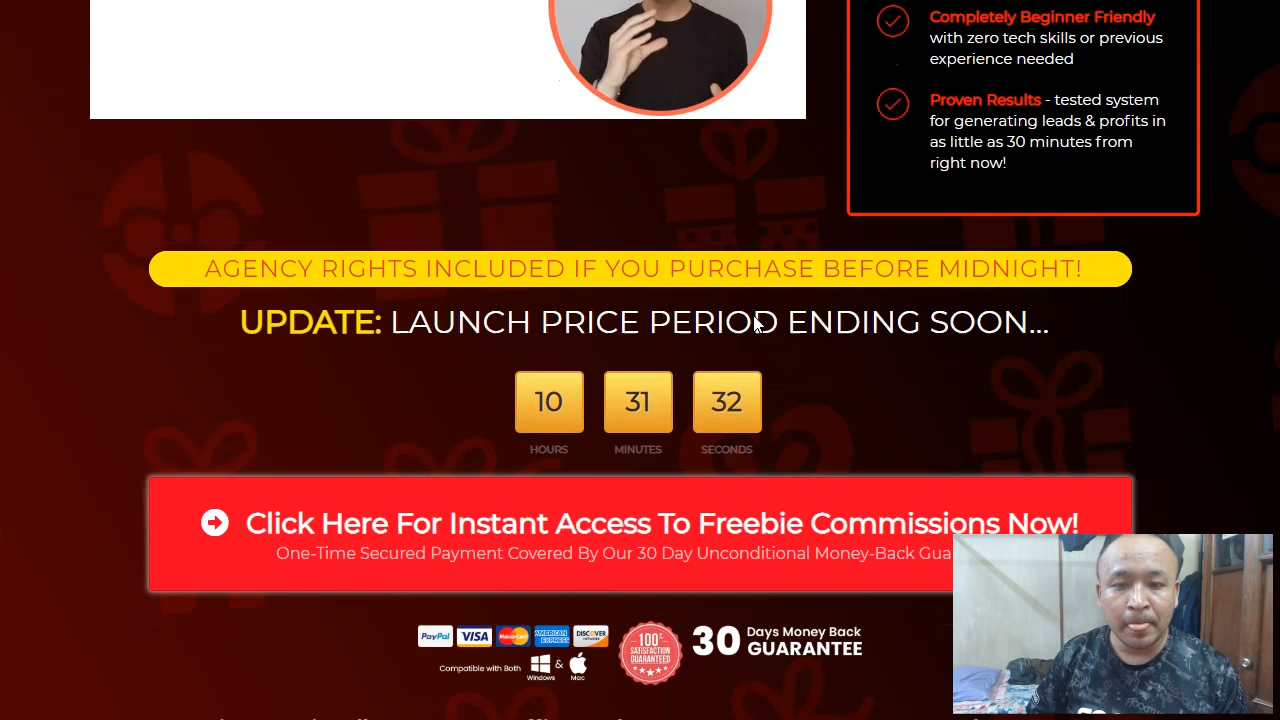 Completely Beginner Friendly
with zero tech skills or previous
experience needed
Proven Results - tested system
for generating leads & profits in
as little as 30 minutes from
right now!
AGENCY RIGHTS INCLUDED IF YOU PURCHASE BEFORE MIDNIGHT!
UPDATE: LAUNCH PRICE PERIOD ENDING SOON...
10 31 32
HOURS MINUTES SECONDS
Click Here For Instant Access To Freebie Commissions Now!
One-Time Secured Payment Covered By Our 30 Day Unconditional Money-Back Gua
PayPal VISA MasterCard AMERICAN EXPRESS DISCOVER
Compatible with Both Windows & Mac
100% SATISFACTION GUARANTEED
30 Days Money Back
GUARANTEE